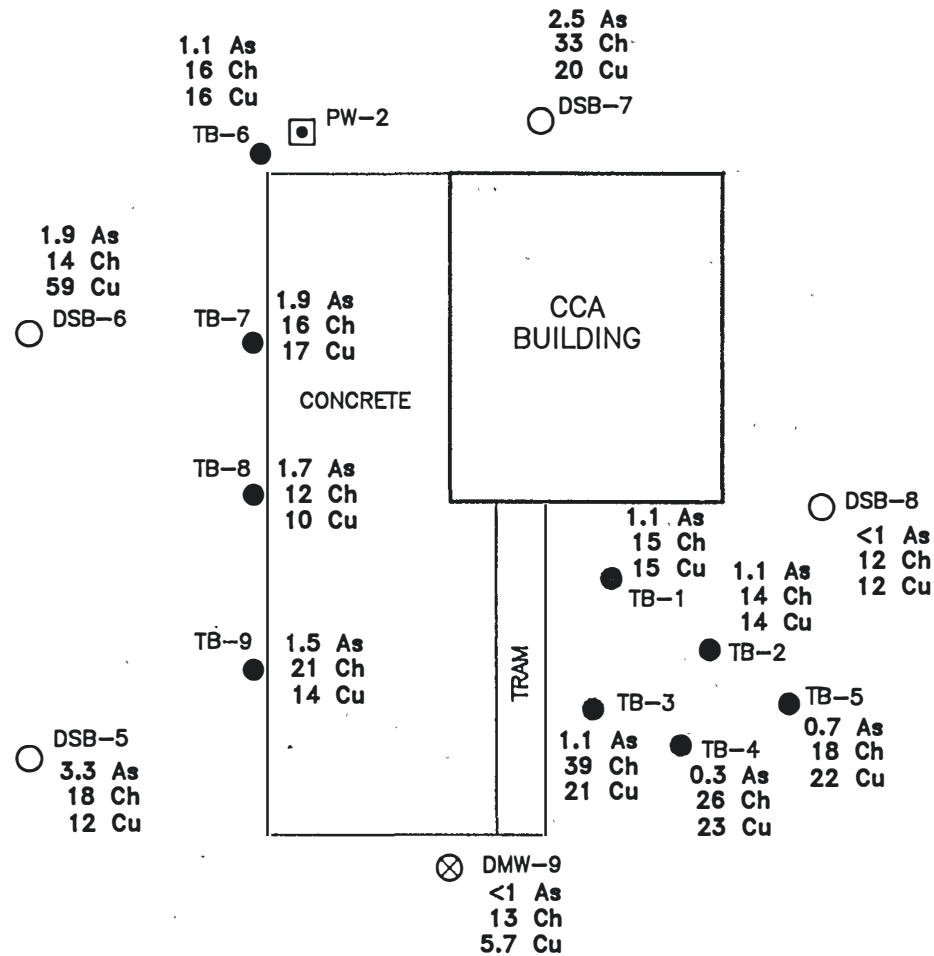 2.5 As
33 Ch
20 Cu
DSB-7
1.1 As
16 Ch
16 Cu
TB-6
PW-2
1.9 As
14 Ch
59 Cu
DSB-6
TB-7
1.9 As
16 Ch
17 Cu
CCA
BUILDING
CONCRETE
TB-8
1.7 As
12 Ch
10 Cu
DSB-8
<1 As
12 Ch
12 Cu
1.1 As
15 Ch
15 Cu
TB-1
1.1 As
14 Ch
14 Cu
TB-2
TB-9
1.5 As
21 Ch
14 Cu
TRAM
TB-3
1.1 As
39 Ch
21 Cu
TB-4
0.3 As
26 Ch
23 Cu
TB-5
0.7 As
18 Ch
22 Cu
DSB-5
3.3 As
18 Ch
12 Cu
DMW-9
<1 As
13 Ch
5.7 Cu